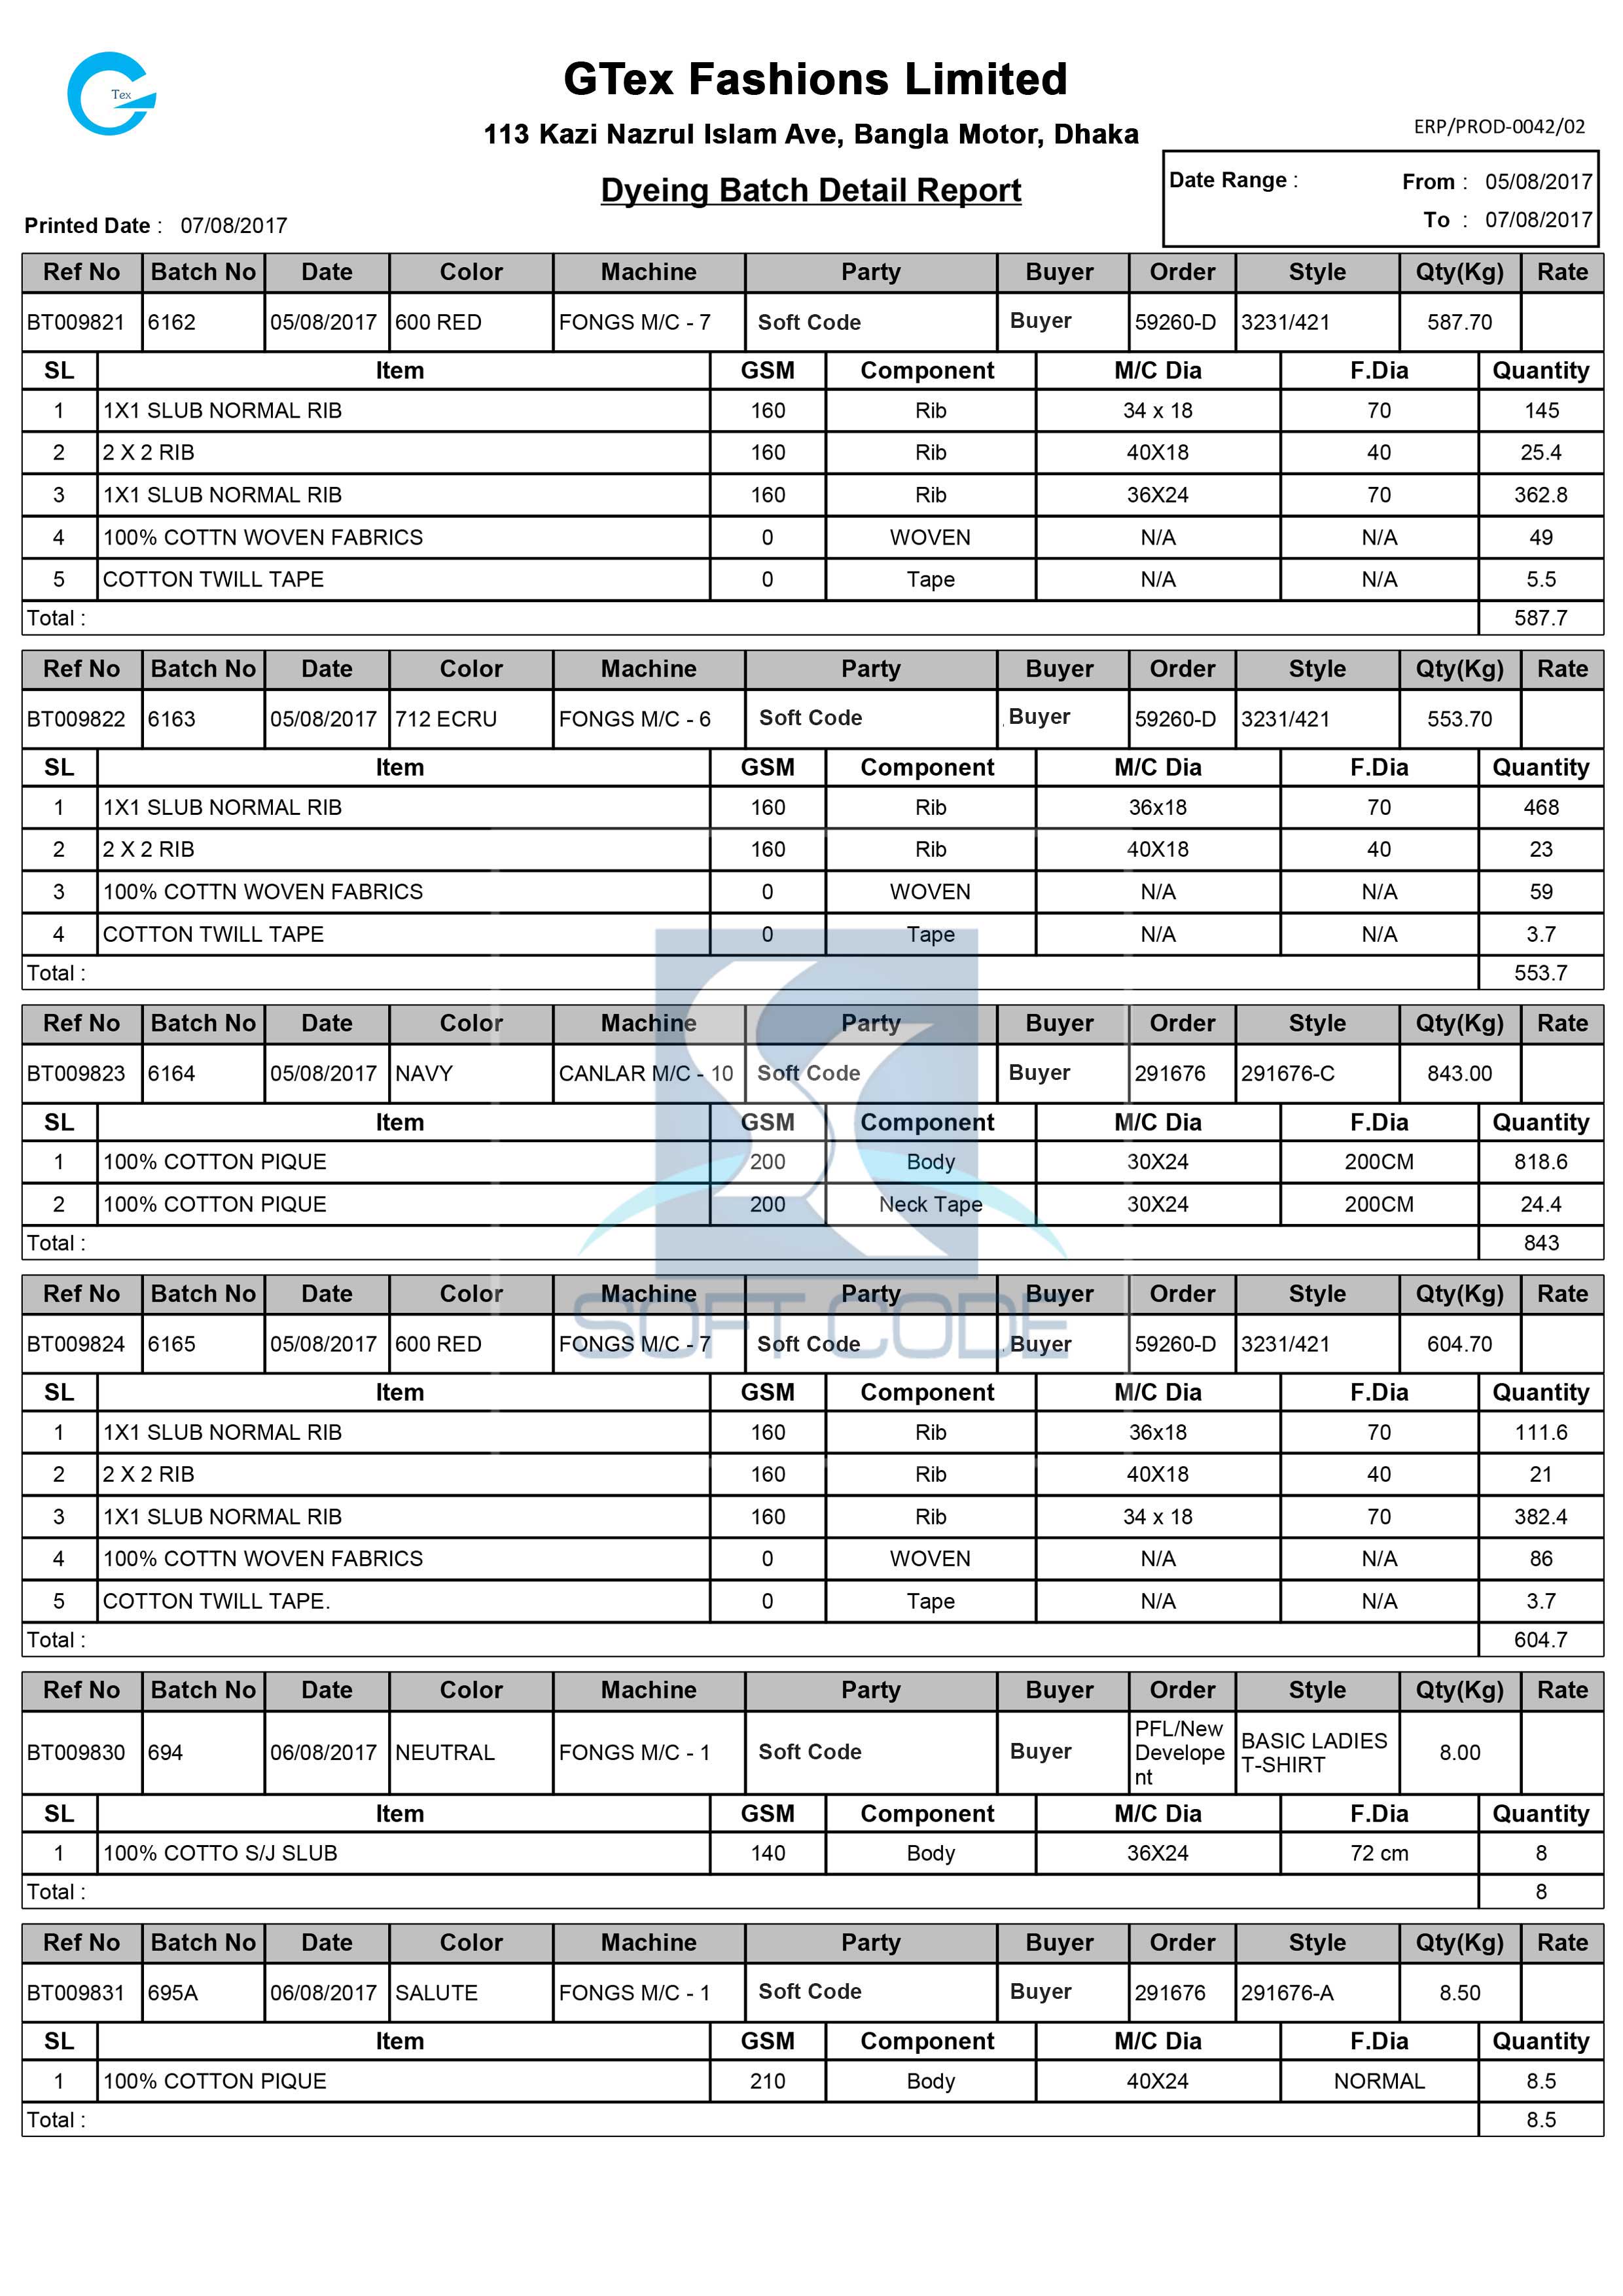 Tex
GTex Fashions Limited
113 Kazi Nazrul Islam Ave, Bangla Motor, Dhaka
ERP/PROD-0042/02
Dyeing Batch Detail Report
Date Range : From : 05/08/2017
To : 07/08/2017
Printed Date : 07/08/2017
Ref No Batch No Date Color Machine Party Buyer Order Style Qty(Kg) Rate
BT009821 6162 05/08/2017 600 RED FONGS M/C - 7 Soft Code Buyer 59260-D 3231/421 587.70
SL Item GSM Component M/C Dia F.Dia Quantity
1 1X1 SLUB NORMAL RIB 160 Rib 34 x 18 70 145
2 2 X 2 RIB 160 Rib 40X18 40 25.4
3 1X1 SLUB NORMAL RIB 160 Rib 36X24 70 362.8
4 100% COTTN WOVEN FABRICS 0 WOVEN N/A N/A 49
5 COTTON TWILL TAPE 0 Tape N/A N/A 5.5
Total : 587.7
Ref No Batch No Date Color Machine Party Buyer Order Style Qty(Kg) Rate
BT009822 6163 05/08/2017 712 ECRU FONGS M/C - 6 Soft Code Buyer 59260-D 3231/421 553.70
SL Item GSM Component M/C Dia F.Dia Quantity
1 1X1 SLUB NORMAL RIB 160 Rib 36x18 70 468
2 2 X 2 RIB 160 Rib 40X18 40 23
3 100% COTTN WOVEN FABRICS 0 WOVEN N/A N/A 59
4 COTTON TWILL TAPE 0 Tape N/A N/A 3.7
Total : 553.7
Ref No Batch No Date Color Machine Party Buyer Order Style Qty(Kg) Rate
BT009823 6164 05/08/2017 NAVY CANLAR M/C - 10 Soft Code Buyer 291676 291676-C 843.00
SL Item GSM Component M/C Dia F.Dia Quantity
1 100% COTTON PIQUE 200 Body 30X24 200CM 818.6
2 100% COTTON PIQUE 200 Neck Tape 30X24 200CM 24.4
Total : 843
Ref No Batch No Date Color Machine Party Buyer Order Style Qty(Kg) Rate
SOFT CODE
BT009824 6165 05/08/2017 600 RED FONGS M/C - 7 Soft Code Buyer 59260-D 3231/421 604.70
SL Item GSM Component M/C Dia F.Dia Quantity
1 1X1 SLUB NORMAL RIB 160 Rib 36x18 70 111.6
2 2 X 2 RIB 160 Rib 40X18 40 21
3 1X1 SLUB NORMAL RIB 160 Rib 34 x 18 70 382.4
4 100% COTTN WOVEN FABRICS 0 WOVEN N/A N/A 86
5 COTTON TWILL TAPE. 0 Tape N/A N/A 3.7
Total : 604.7
Ref No Batch No Date Color Machine Party Buyer Order Style Qty(Kg) Rate
BT009830 694 06/08/2017 NEUTRAL FONGS M/C - 1 Soft Code Buyer PFL/New
Develope
nt
BASIC LADIES
T-SHIRT
8.00
SL Item GSM Component M/C Dia F.Dia Quantity
1 100% COTTO S/J SLUB 140 Body 36X24 72 cm 8
Total : 8
Ref No Batch No Date Color Machine Party Buyer Order Style Qty(Kg) Rate
BT009831 695A 06/08/2017 SALUTE FONGS M/C - 1 Soft Code Buyer 291676 291676-A 8.50
SL Item GSM Component M/C Dia F.Dia Quantity
1 100% COTTON PIQUE 210 Body 40X24 NORMAL 8.5
Total : 8.5